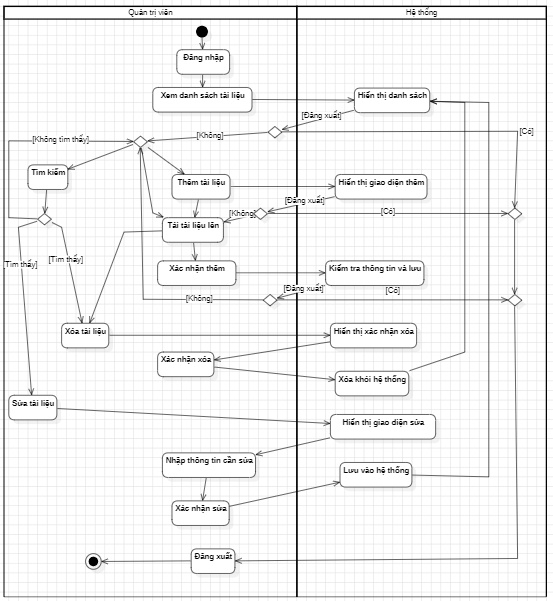 Quản trị viên
Hệ thống
Đăng nhập
Xem danh sách tài liệu
Hiển thị danh sách
[Đăng xuất]
[Không]
[Có]
[Không tìm thấy]
Tìm kiếm
Thêm tài liệu
Hiển thị giao diện thêm
[Đăng xuất]
[Không]
[Có]
Tải tài liệu lên
[Tìm thấy]
[Tìm thấy]
Xác nhận thêm
Kiểm tra thông tin và lưu
[Đăng xuất]
[Có]
[Không]
Xóa tài liệu
Hiển thị xác nhận xóa
Xác nhận xóa
Xóa khỏi hệ thống
Sửa tài liệu
Hiển thị giao diện sửa
Nhập thông tin cần sửa
Lưu vào hệ thống
Xác nhận sửa
Đăng xuất